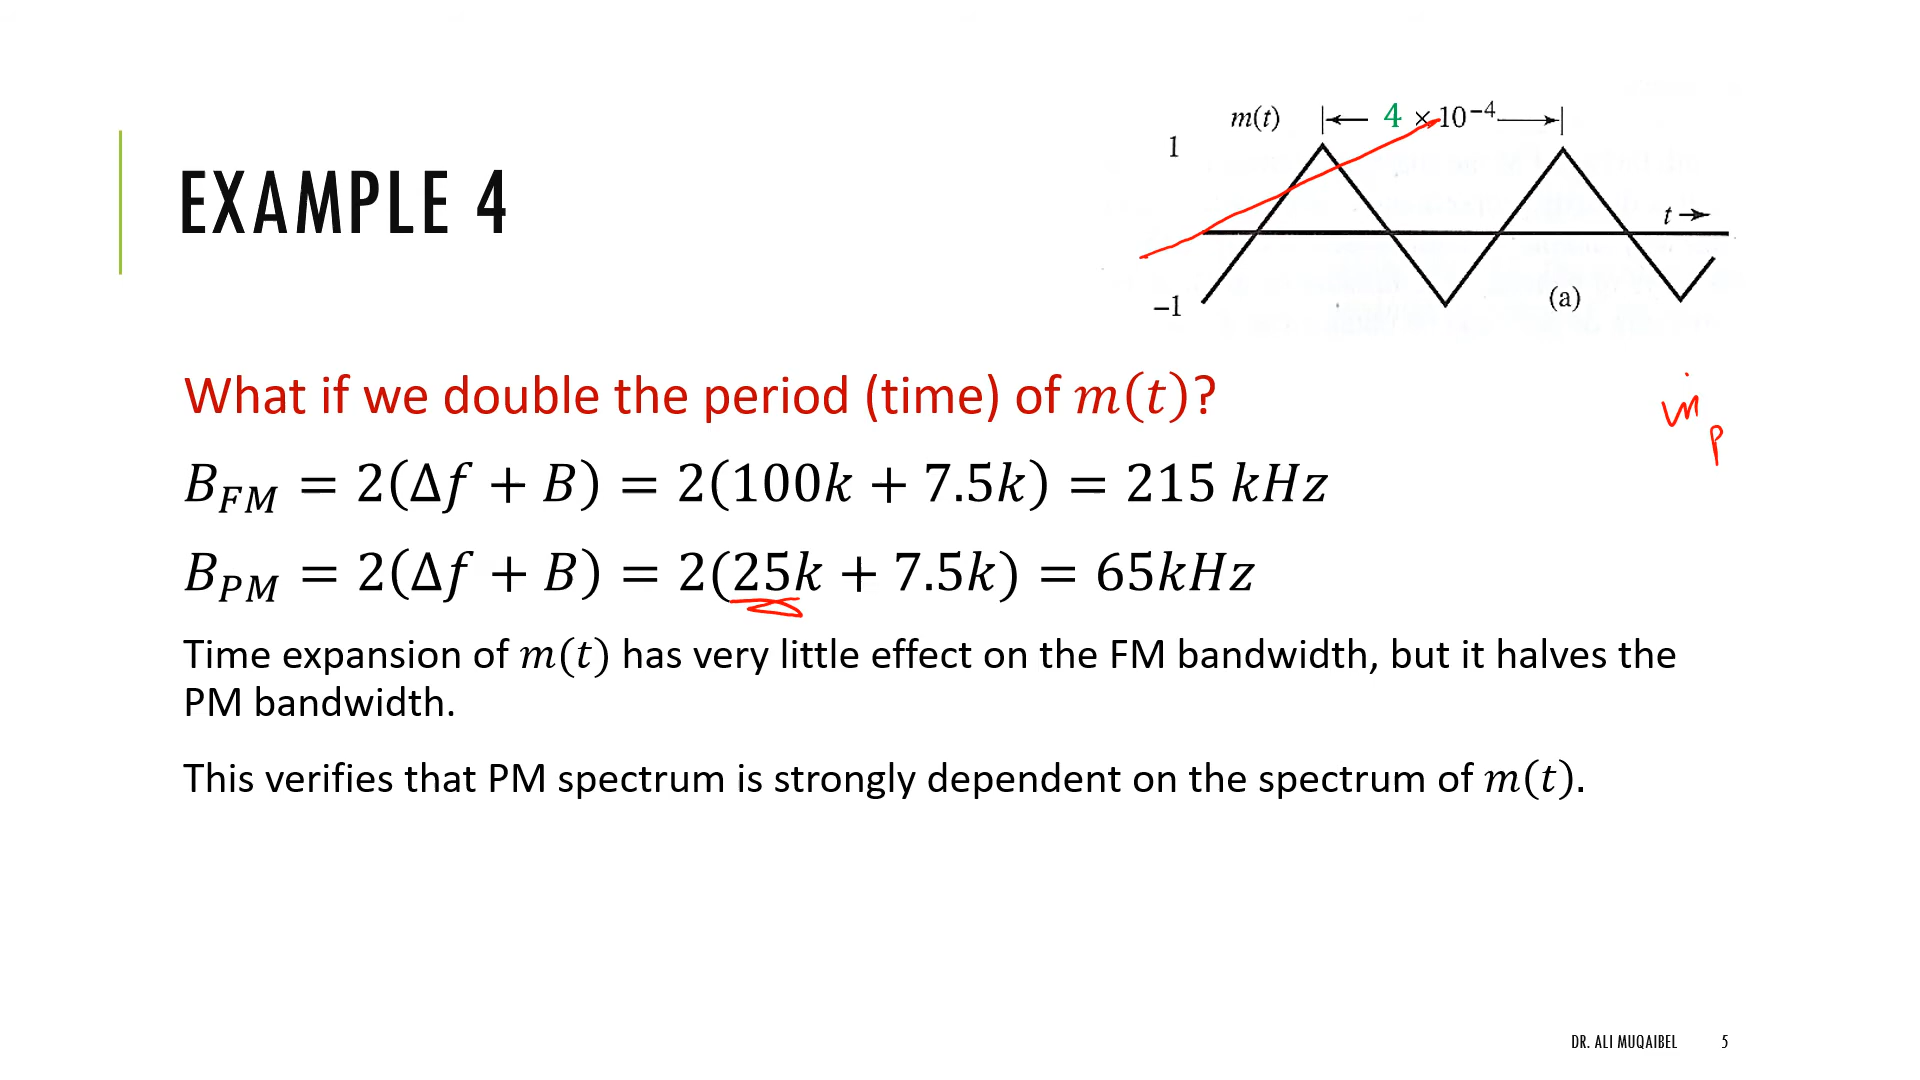 m(t) |← 4 ×10⁻⁴ →|
1
EXAMPLE 4
t →
−1
(a)
What if we double the period (time) of m(t)?
ṁ
p
B_FM = 2(Δf + B) = 2(100k + 7.5k) = 215 kHz
B_PM = 2(Δf + B) = 2(25k + 7.5k) = 65kHz
Time expansion of m(t) has very little effect on the FM bandwidth, but it halves the
PM bandwidth.
This verifies that PM spectrum is strongly dependent on the spectrum of m(t).
DR. ALI MUQAIBEL 5